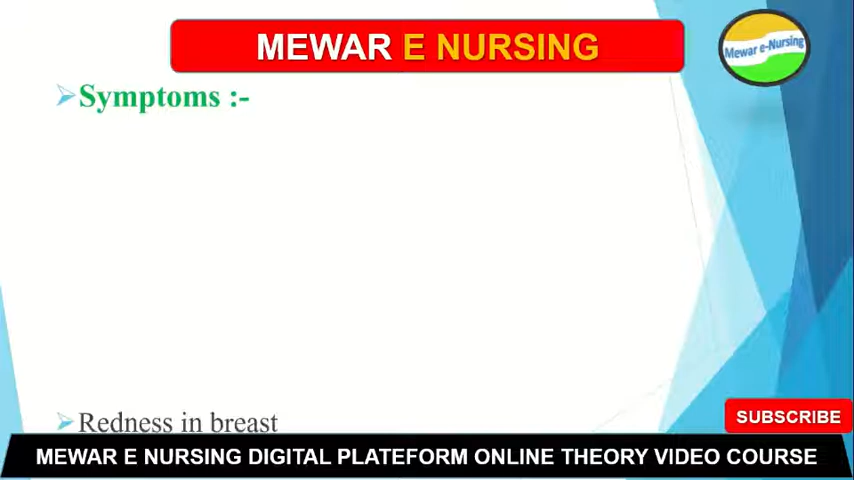 MEWAR E NURSING
Mewar e-Nursing
Symptoms :-
Redness in breast
SUBSCRIBE
MEWAR E NURSING DIGITAL PLATEFORM ONLINE THEORY VIDEO COURSE